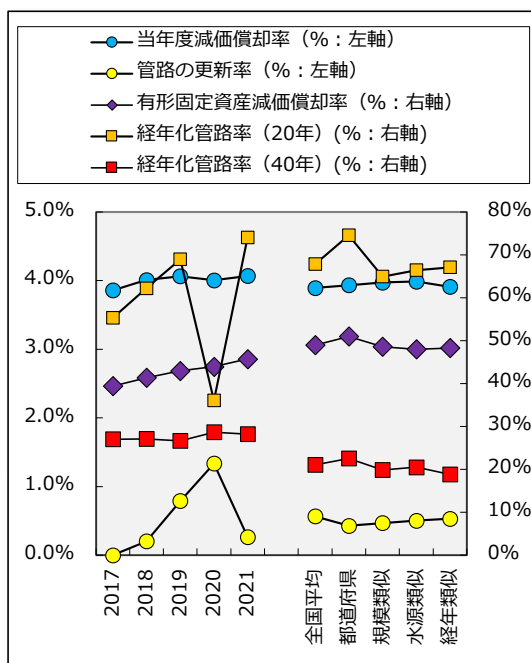 当年度減価償却率（%：左軸）
管路の更新率（%：左軸）
有形固定資産減価償却率（%：右軸）
経年化管路率（20年）(%：右軸)
経年化管路率（40年）(%：右軸)
5.0%
4.0%
3.0%
2.0%
1.0%
0.0%
80%
70%
60%
50%
40%
30%
20%
10%
0%
2017
2018
2019
2020
2021
全国平均
都道府県
規模類似
水源類似
経年類似